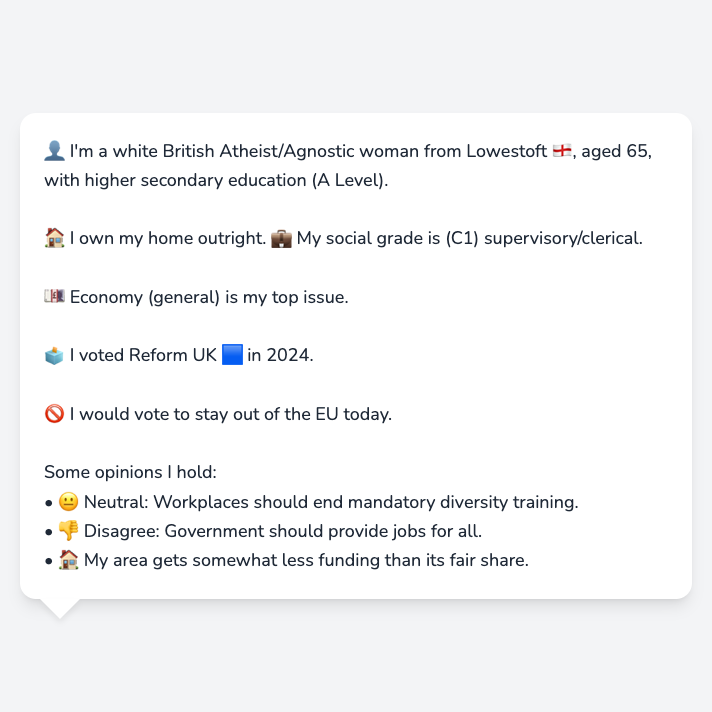 👤 I'm a white British Atheist/Agnostic woman from Lowestoft 🏴󠁧󠁢󠁥󠁮󠁧󠁿, aged 65,
with higher secondary education (A Level).
🏠 I own my home outright. 💼 My social grade is (C1) supervisory/clerical.
💷 Economy (general) is my top issue.
🗳️ I voted Reform UK 🟦 in 2024.
🚫 I would vote to stay out of the EU today.
Some opinions I hold:
• 😐 Neutral: Workplaces should end mandatory diversity training.
• 👎 Disagree: Government should provide jobs for all.
• 🏠 My area gets somewhat less funding than its fair share.